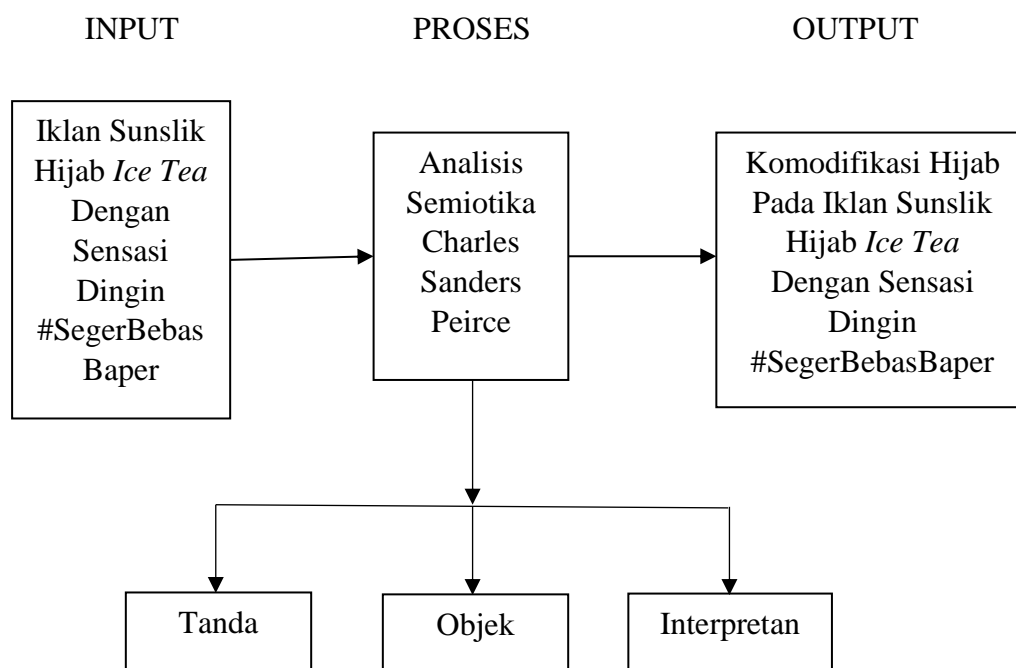 INPUT
PROSES
OUTPUT
Iklan Sunslik
Hijab Ice Tea
Dengan
Sensasi
Dingin
#SegerBebas
Baper
Analisis
Semiotika
Charles
Sanders
Peirce
Komodifikasi Hijab
Pada Iklan Sunslik
Hijab Ice Tea
Dengan Sensasi
Dingin
#SegerBebasBaper
Tanda
Objek
Interpretan